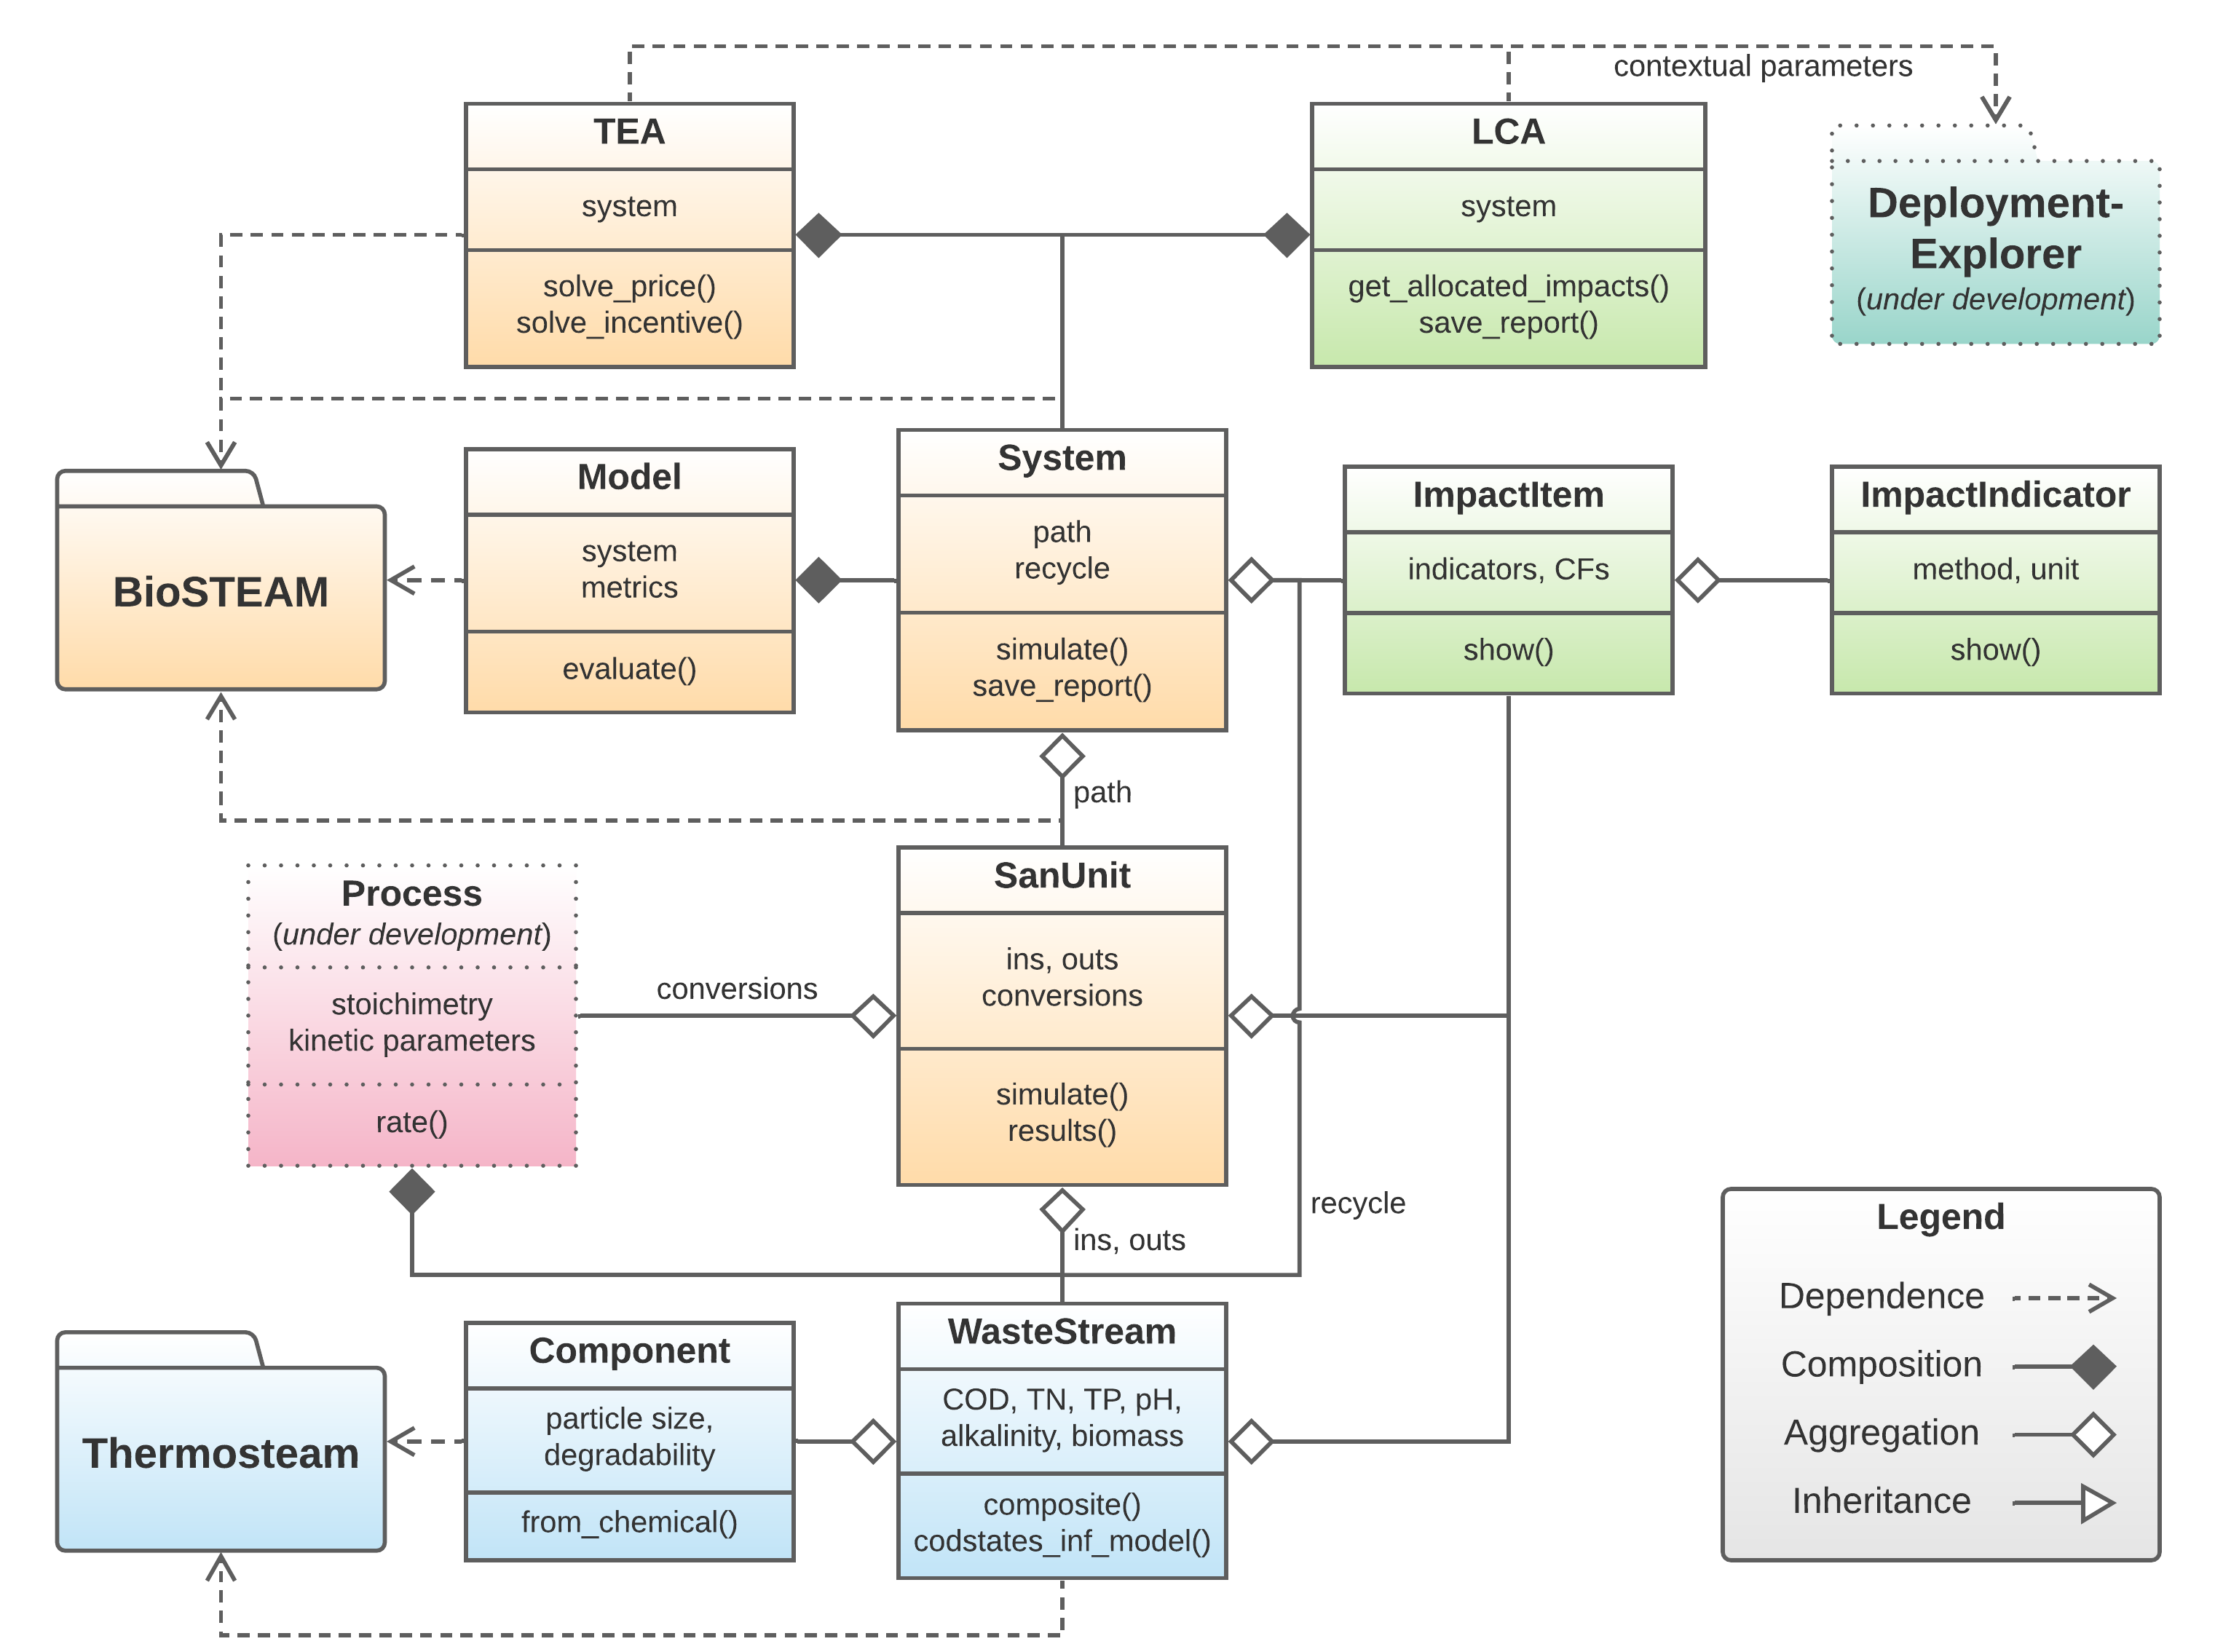 contextual parameters
TEA
system
solve_price()
solve_incentive()
LCA
system
get_allocated_impacts()
save_report()
Deployment-
Explorer
(under development)
BioSTEAM
Model
system
metrics
evaluate()
System
path
recycle
simulate()
save_report()
ImpactItem
indicators, CFs
show()
ImpactIndicator
method, unit
show()
path
Process
(under development)
stoichimetry
kinetic parameters
rate()
conversions
SanUnit
ins, outs
conversions
simulate()
results()
recycle
ins, outs
Thermosteam
Component
particle size,
degradability
from_chemical()
WasteStream
COD, TN, TP, pH,
alkalinity, biomass
composite()
codstates_inf_model()
Legend
Dependence
Composition
Aggregation
Inheritance